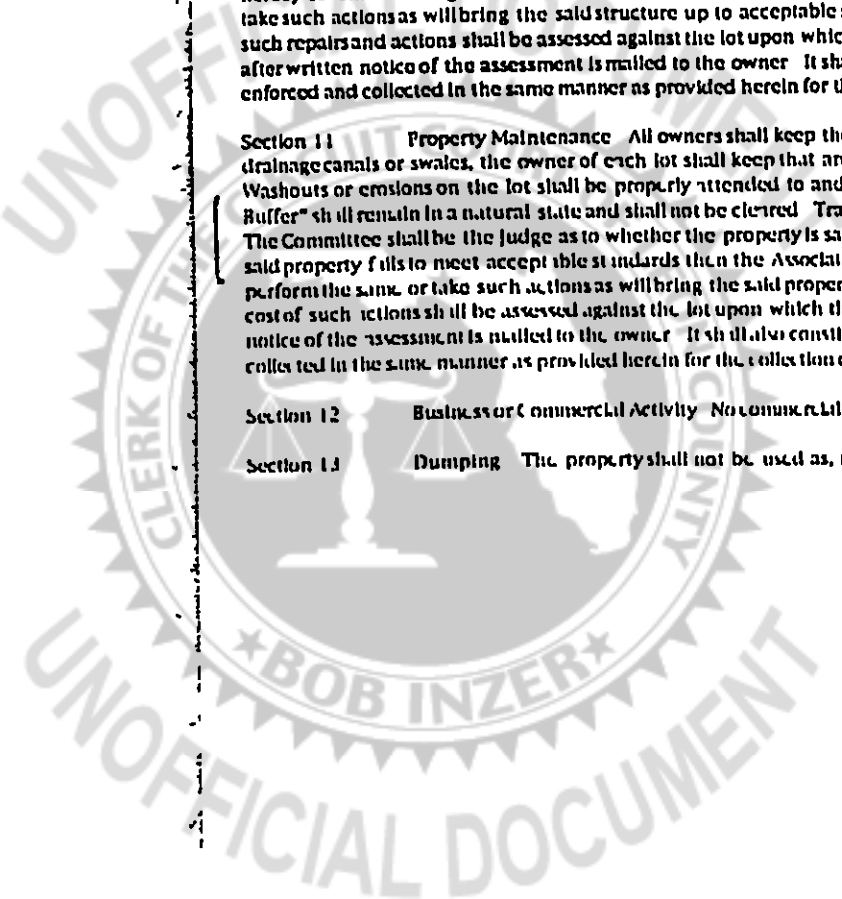 take such actions as will bring the said structure up to acceptable
such repairs and actions shall be assessed against the lot upon whic
after written notice of the assessment is mailed to the owner It sha
enforced and collected in the same manner as provided herein for th
Section 11 Property Maintenance All owners shall keep the
drainage canals or swales, the owner of each lot shall keep that ar
Washouts or erosions on the lot shall be properly attended to and
Buffer" shall remain in a natural state and shall not be cleared Tra
The Committee shall be the judge as to whether the property is sa
said property fails to meet acceptable standards then the Associat
perform the same or take such actions as will bring the said proper
cost of such actions shall be assessed against the lot upon which th
notice of the assessment is mailed to the owner It shall also consti
collected in the same manner as provided herein for the collection
Section 12 Business or Commercial Activity No commercial
Section 13 Dumping The property shall not be used as,
UNOFFICIAL DOCUMENT
CLERK OF THE CIRCUIT COURT
COUNTY
BOB INZER
UNOFFICIAL DOCUMENT